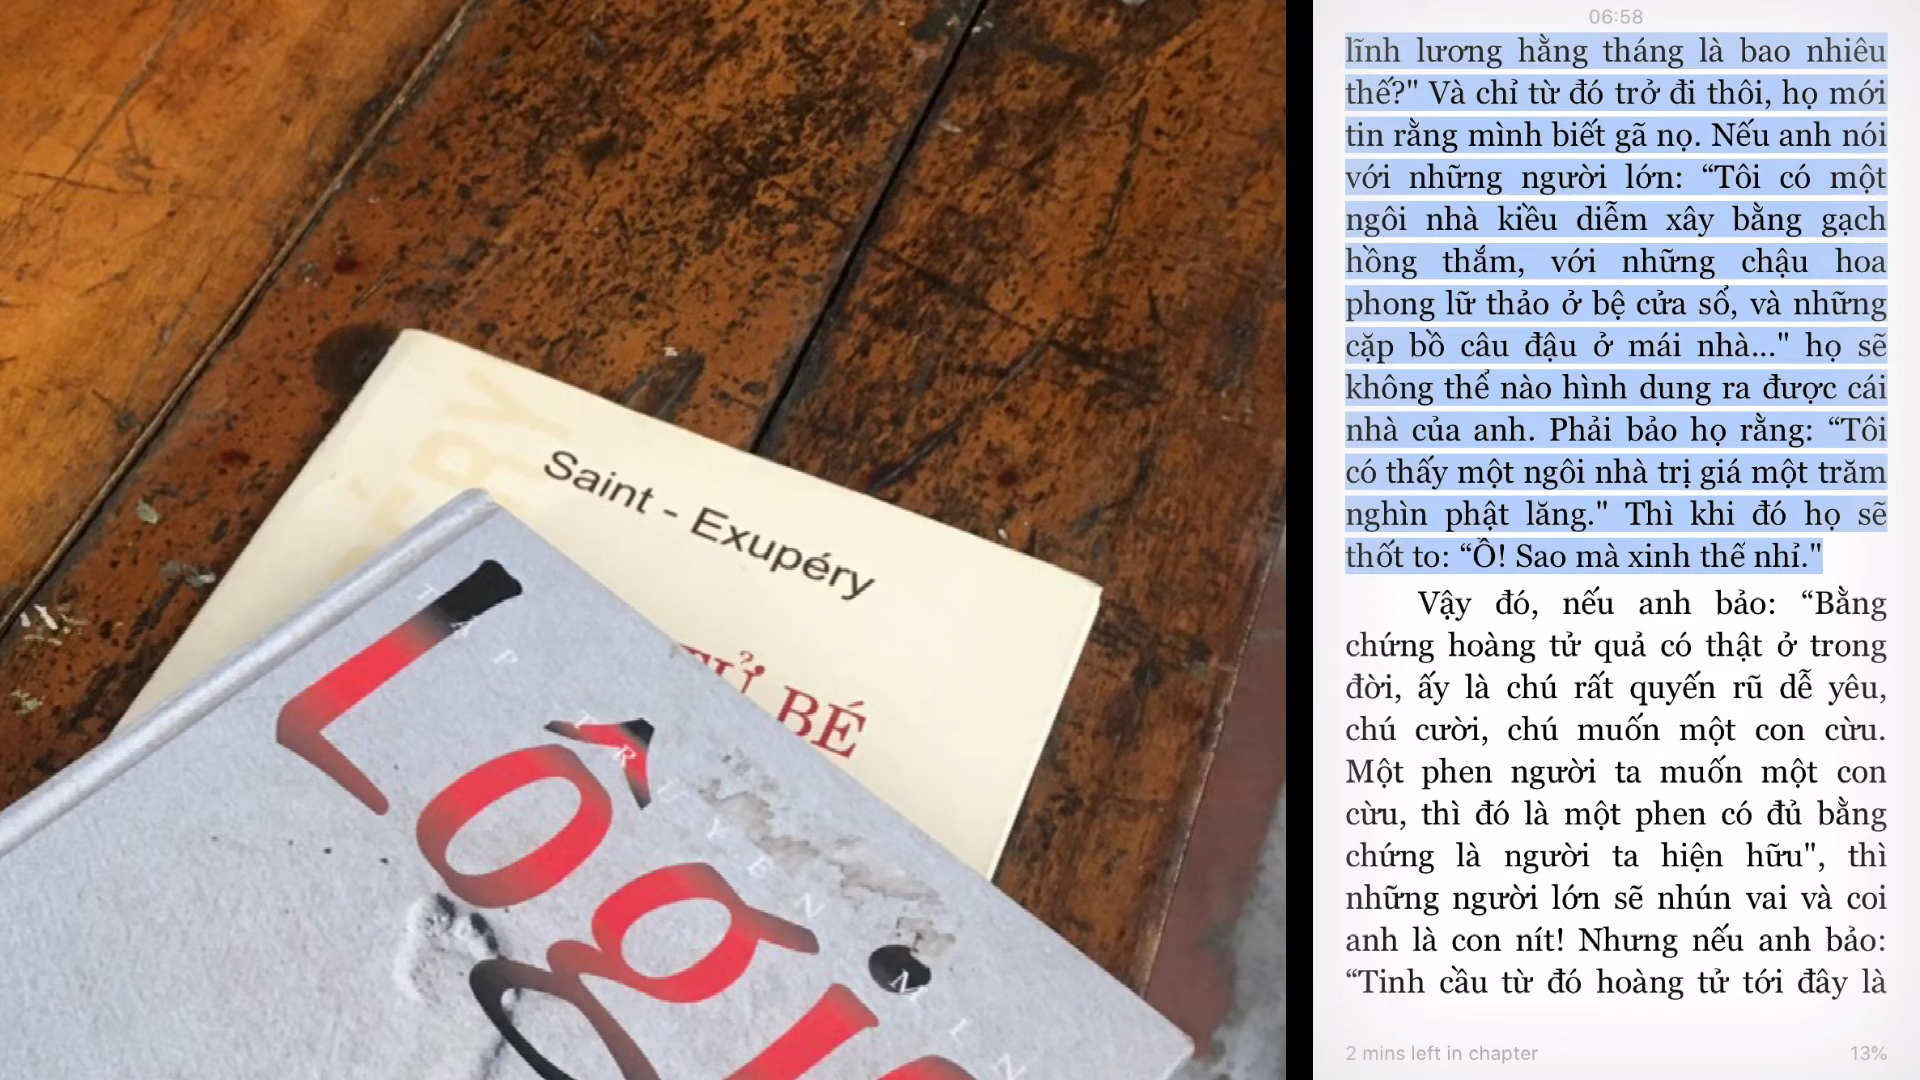 Saint - Exupéry
BÉ
TẬP TRUYEN
06:58
lĩnh lương hằng tháng là bao nhiêu
thế?" Và chỉ từ đó trở đi thôi, họ mới
tin rằng mình biết gã nọ. Nếu anh nói
với những người lớn: “Tôi có một
ngôi nhà kiều diễm xây bằng gạch
hồng thắm, với những chậu hoa
phong lữ thảo ở bệ cửa sổ, và những
cặp bồ câu đậu ở mái nhà..." họ sẽ
không thể nào hình dung ra được cái
nhà của anh. Phải bảo họ rằng: “Tôi
có thấy một ngôi nhà trị giá một trăm
nghìn phật lăng." Thì khi đó họ sẽ
thốt to: “Ồ! Sao mà xinh thế nhỉ."
Vậy đó, nếu anh bảo: “Bằng
chứng hoàng tử quả có thật ở trong
đời, ấy là chú rất quyến rũ dễ yêu,
chú cười, chú muốn một con cừu.
Một phen người ta muốn một con
cừu, thì đó là một phen có đủ bằng
chứng là người ta hiện hữu", thì
những người lớn sẽ nhún vai và coi
anh là con nít! Nhưng nếu anh bảo:
“Tinh cầu từ đó hoàng tử tới đây là
2 mins left in chapter
13%